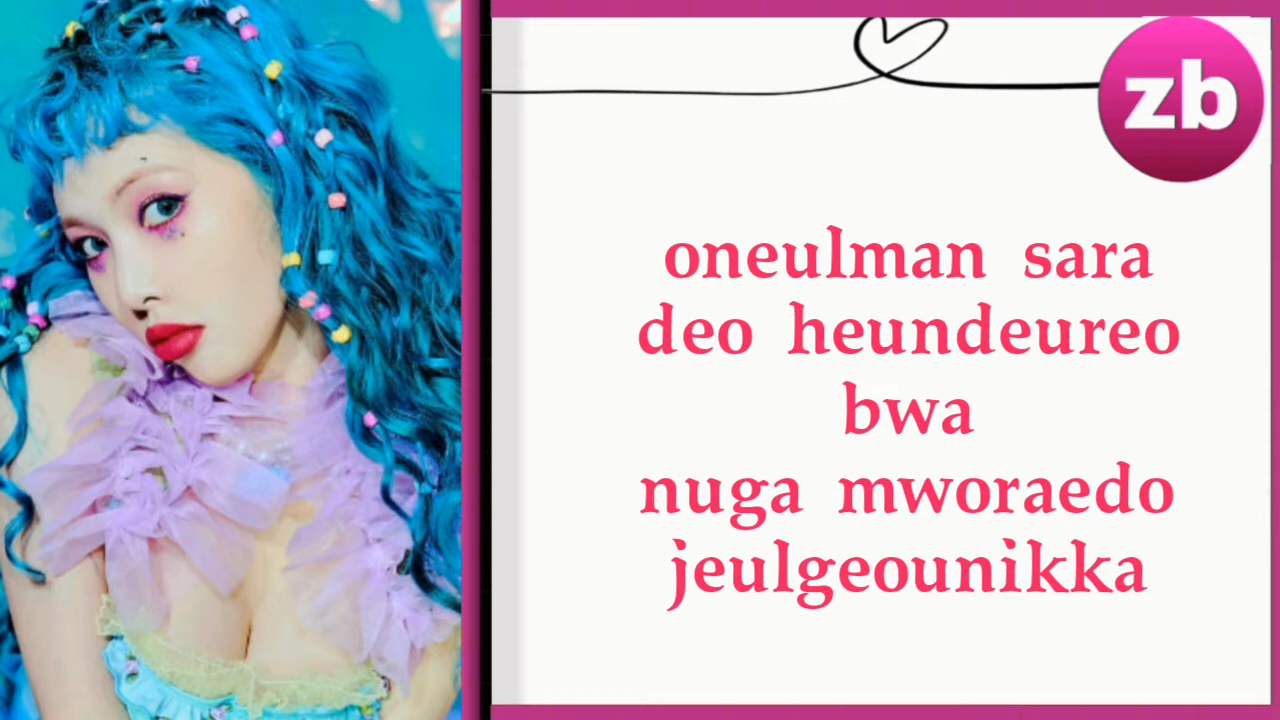 zb
oneulman sara
deo heundeureo
bwa
nuga mworaedo
jeulgeounikka